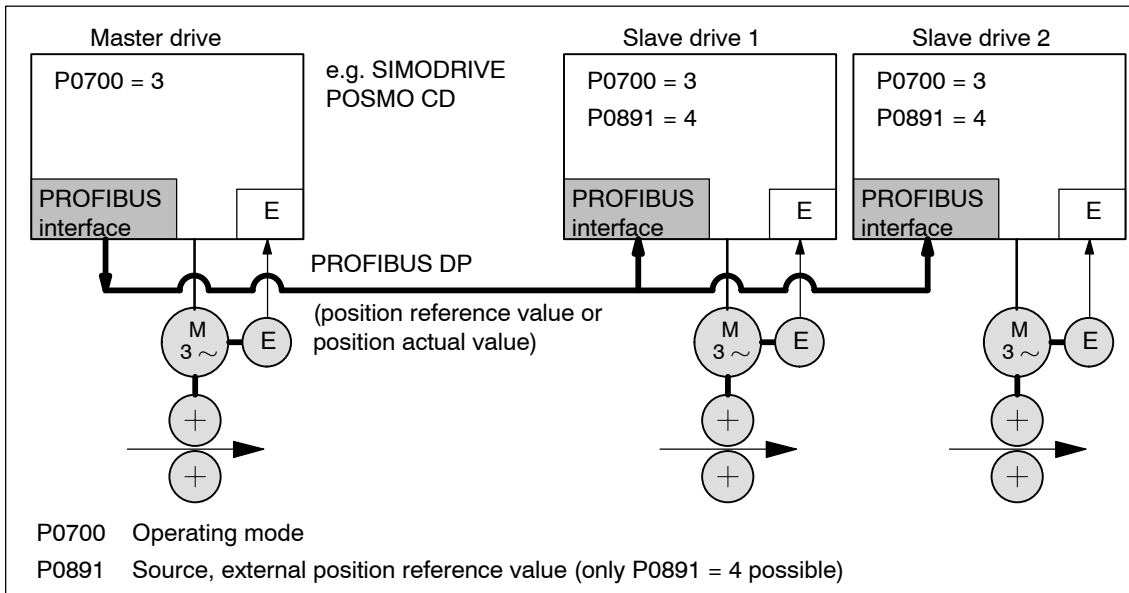 Master drive
P0700 = 3
e.g. SIMODRIVE
POSMO CD
PROFIBUS
interface
E
Slave drive 1
P0700 = 3
P0891 = 4
PROFIBUS
interface
E
Slave drive 2
P0700 = 3
P0891 = 4
PROFIBUS
interface
E
PROFIBUS DP
(position reference value or
position actual value)
M
3 ~
E
+
+
M
3 ~
E
+
+
M
3 ~
E
+
+
P0700 Operating mode
P0891 Source, external position reference value (only P0891 = 4 possible)